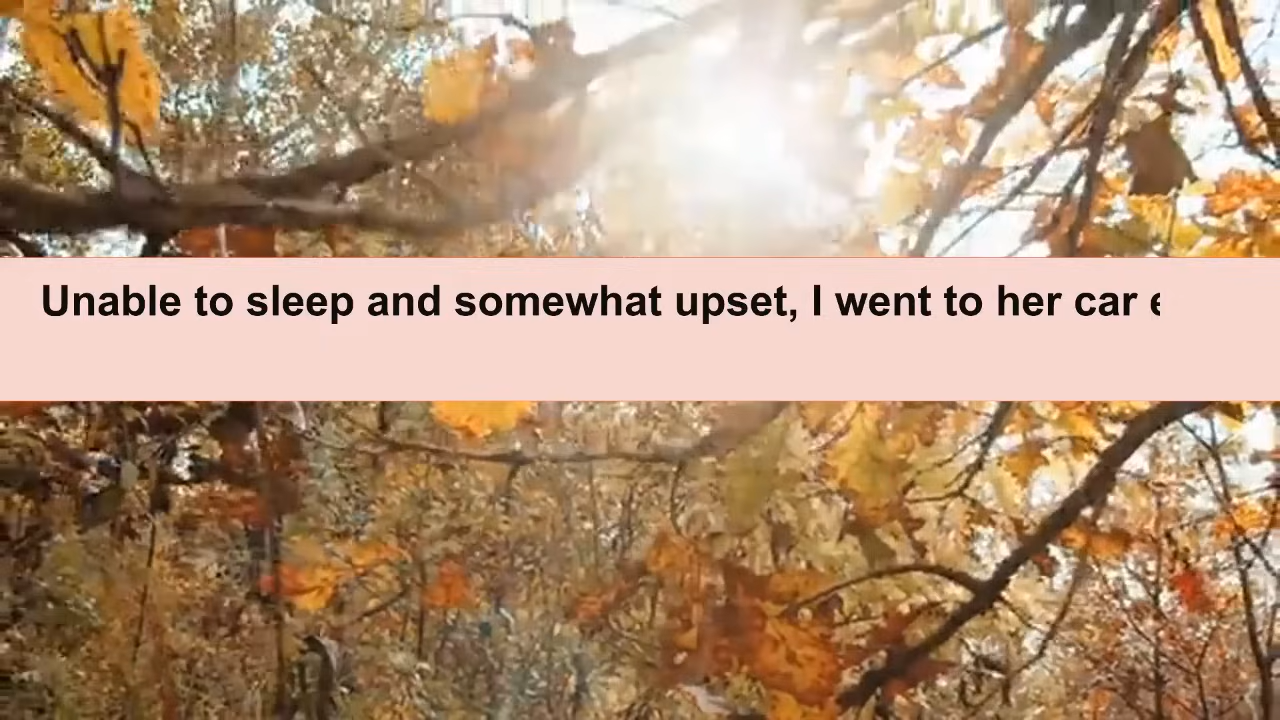 Unable to sleep and somewhat upset, I went to her car